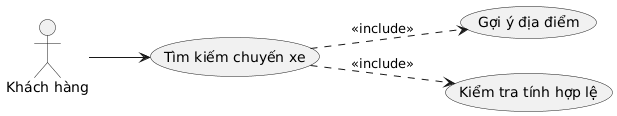 «include»
Gợi ý địa điểm
Tìm kiếm chuyến xe
«include»
Khách hàng
Kiểm tra tính hợp lệ